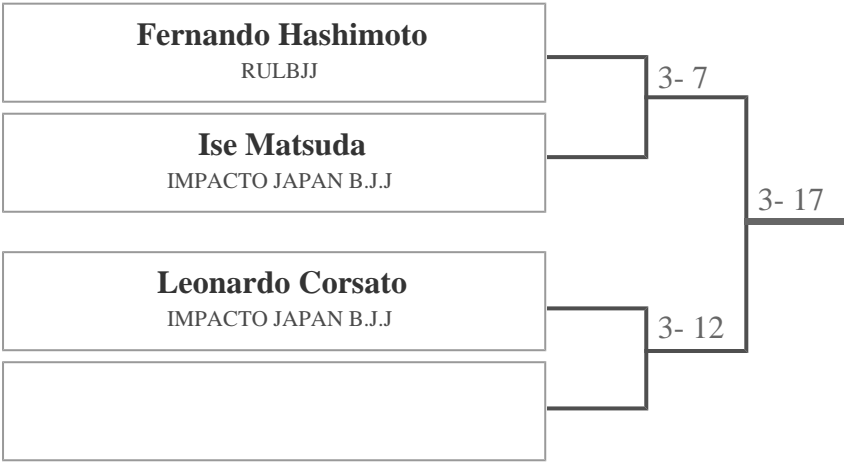 Fernando Hashimoto
RULBJJ
3- 7
Ise Matsuda
IMPACTO JAPAN B.J.J
3- 17
Leonardo Corsato
IMPACTO JAPAN B.J.J
3- 12